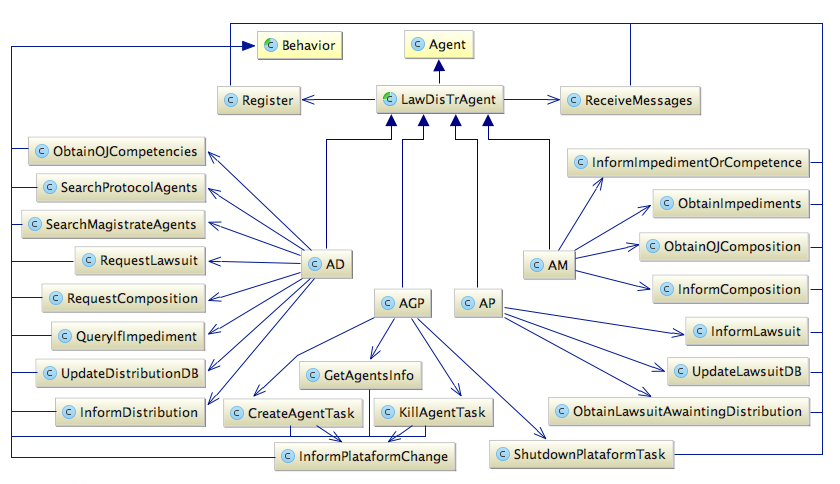 C Behavior
C Agent
C Register
C LawDisTrAgent
C ReceiveMessages
C ObtainOJCompetencies
C InformImpedimentOrCompetence
C SearchProtocolAgents
C ObtainImpediments
C SearchMagistrateAgents
C ObtainOJComposition
C RequestLawsuit
C AD
C AM
C RequestComposition
C InformComposition
C AGP
C AP
C QueryIfImpediment
C InformLawsuit
C UpdateDistributionDB
C GetAgentsInfo
C UpdateLawsuitDB
C InformDistribution
C CreateAgentTask
C KillAgentTask
C ObtainLawsuitAwaintingDistribution
C InformPlataformChange
C ShutdownPlataformTask